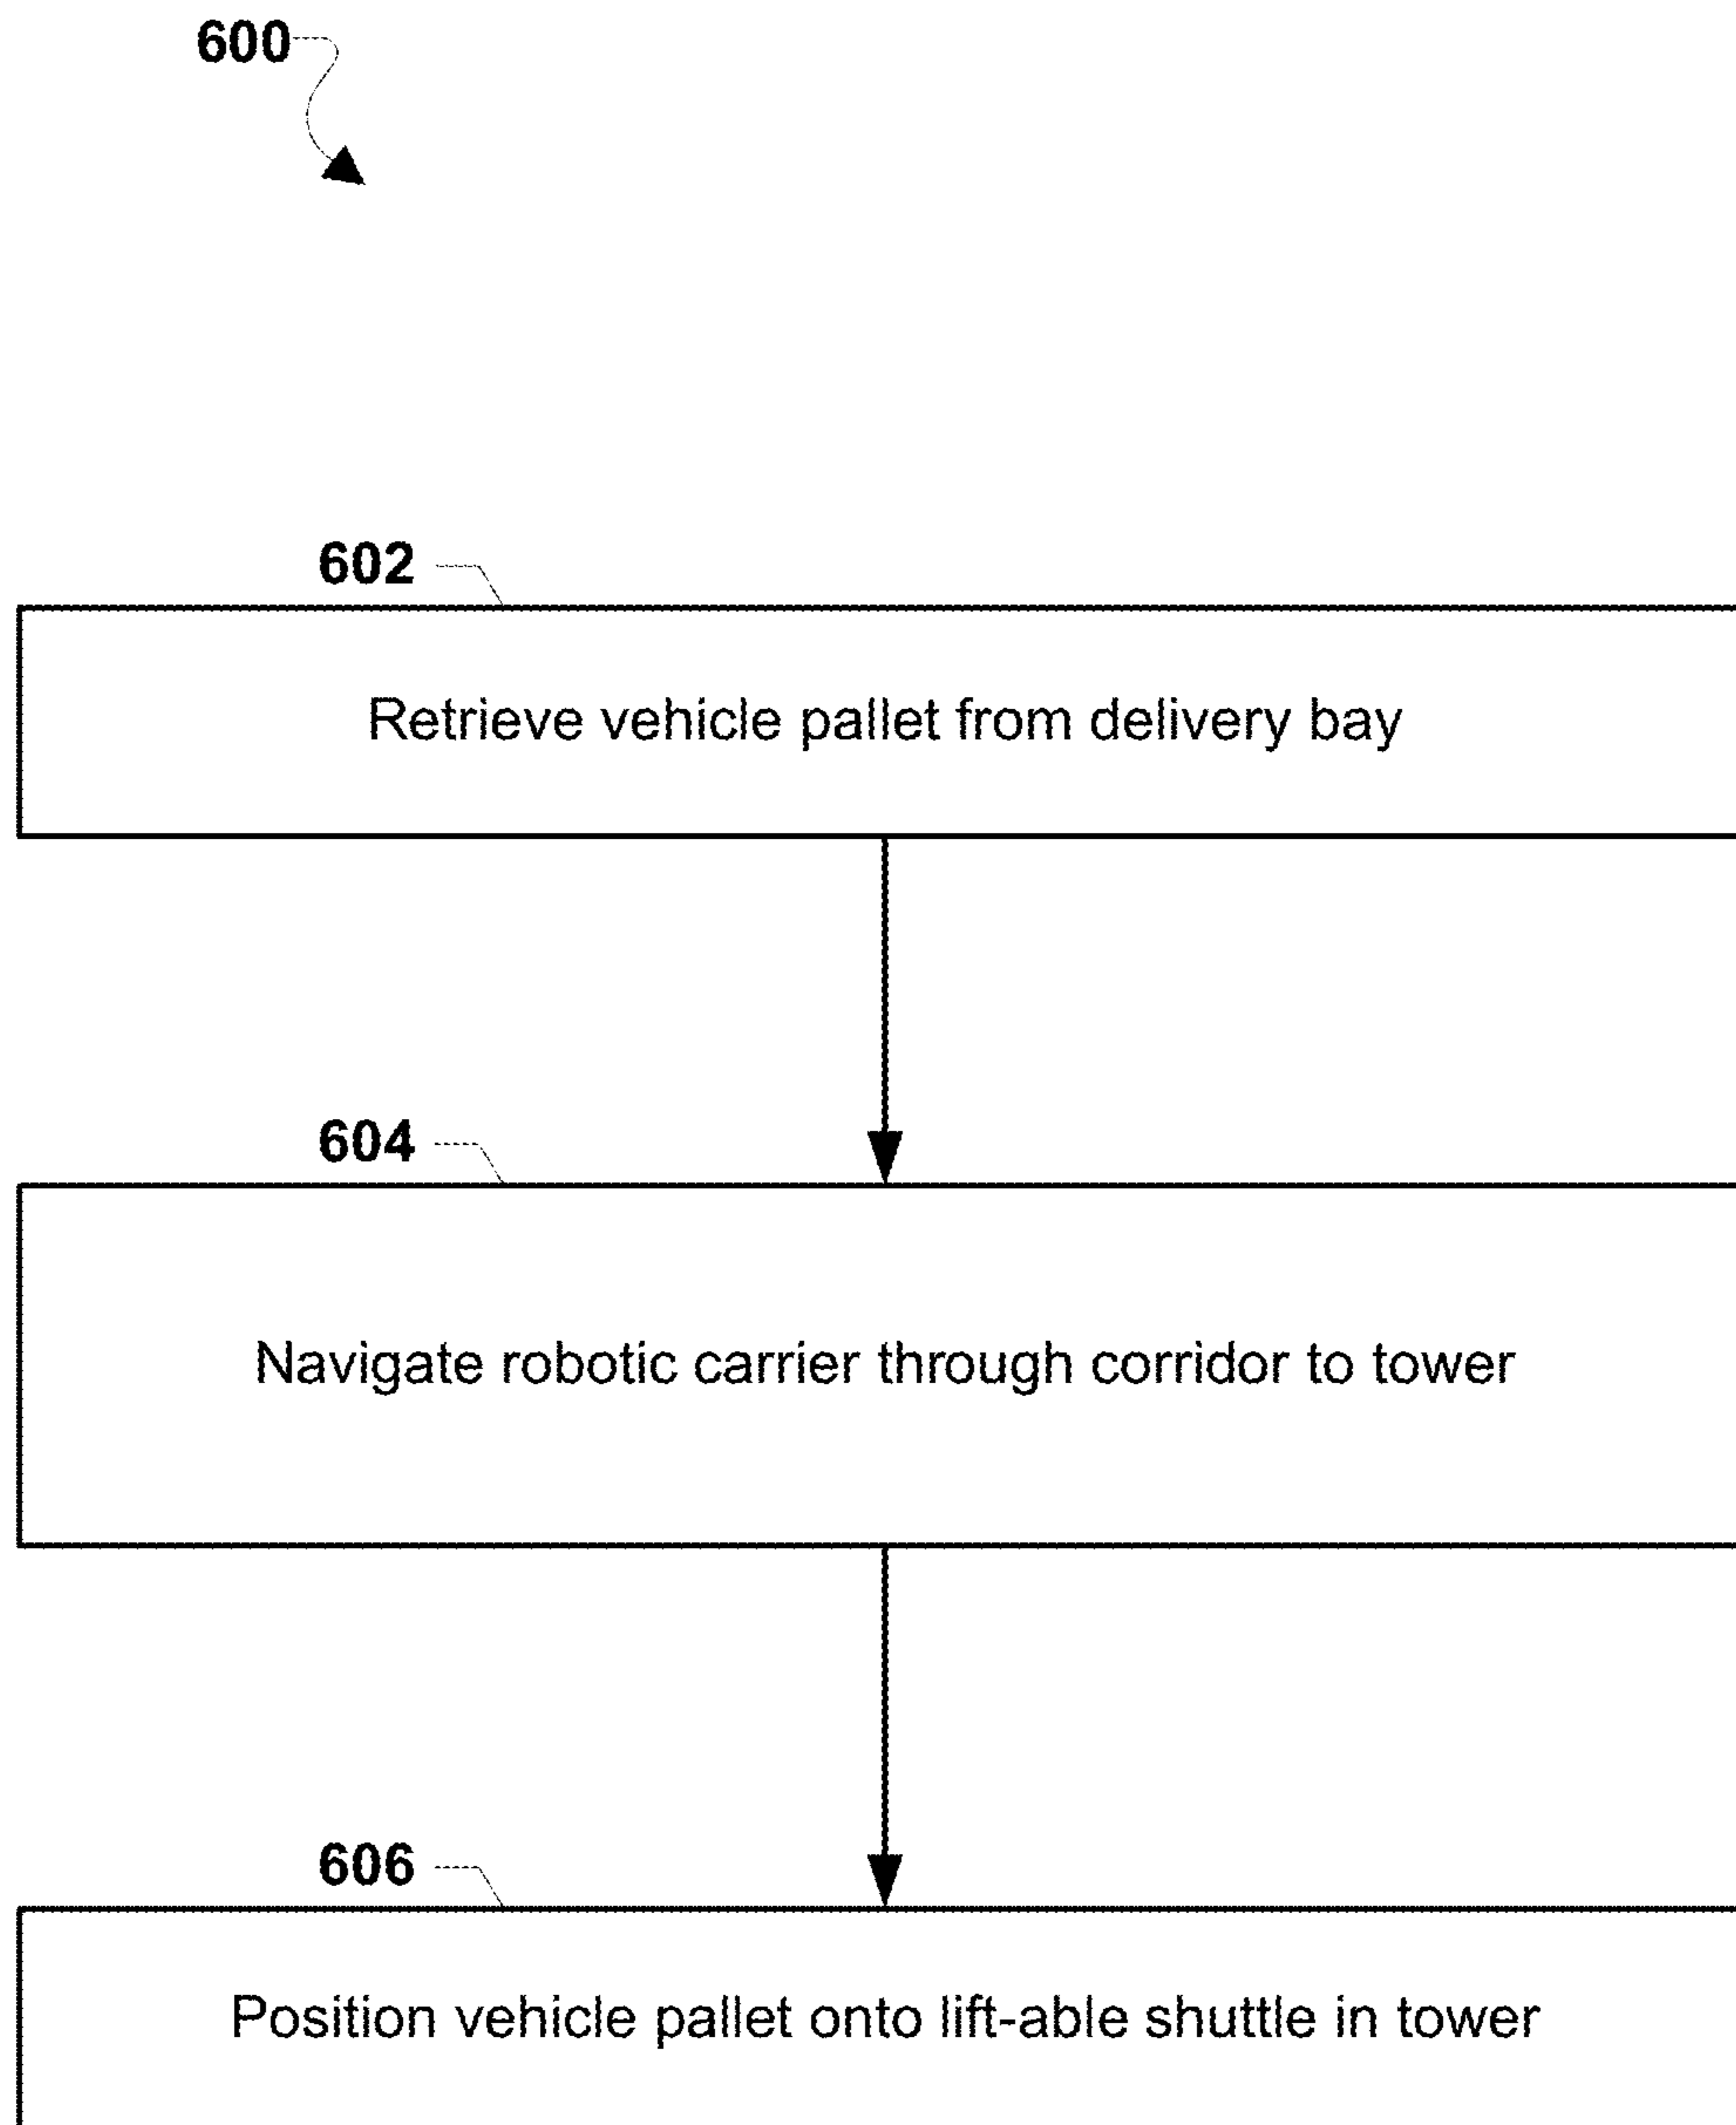 600
602
Retrieve vehicle pallet from delivery bay
604
Navigate robotic carrier through corridor to tower
606
Position vehicle pallet onto lift-able shuttle in tower